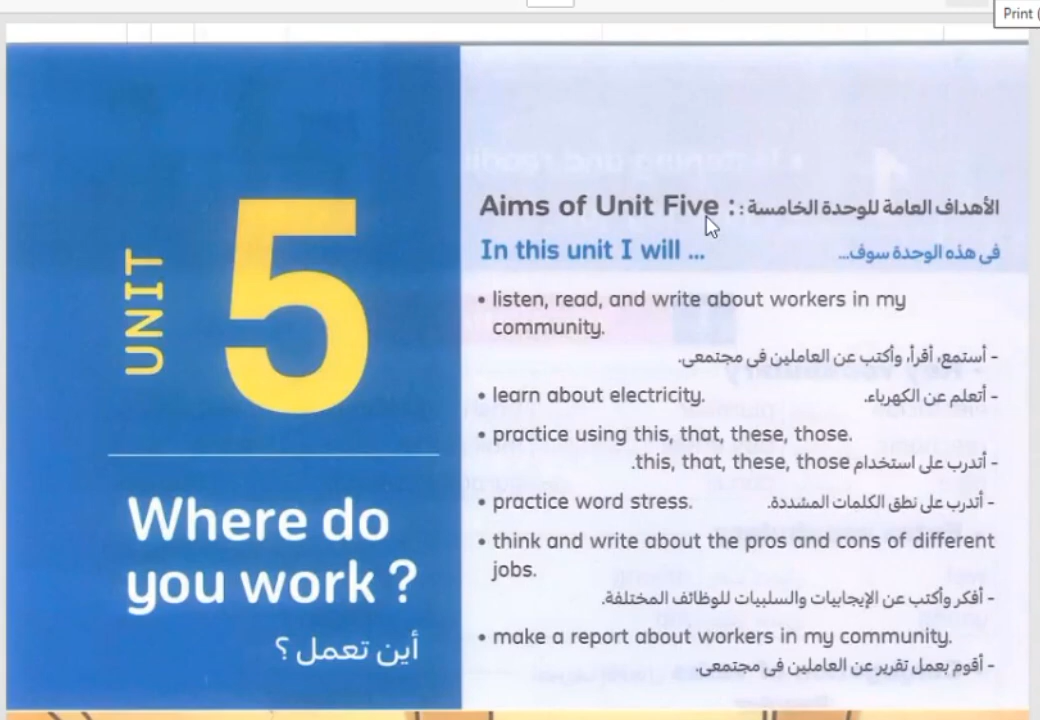 Print (
UNIT
5
Where do
you work ?
أين تعمل ؟
Aims of Unit Five : الأهداف العامة للوحدة الخامسة :
In this unit I will ... فى هذه الوحدة سوف...
• listen, read, and write about workers in my
community.
- أستمع، أقرأ، وأكتب عن العاملين فى مجتمعى.
• learn about electricity. - أتعلم عن الكهرباء.
• practice using this, that, these, those.
- أتدرب على استخدام this, that, these, those.
• practice word stress. - أتدرب على نطق الكلمات المشددة.
• think and write about the pros and cons of different
jobs.
- أفكر وأكتب عن الإيجابيات والسلبيات للوظائف المختلفة.
• make a report about workers in my community.
- أقوم بعمل تقرير عن العاملين فى مجتمعى.